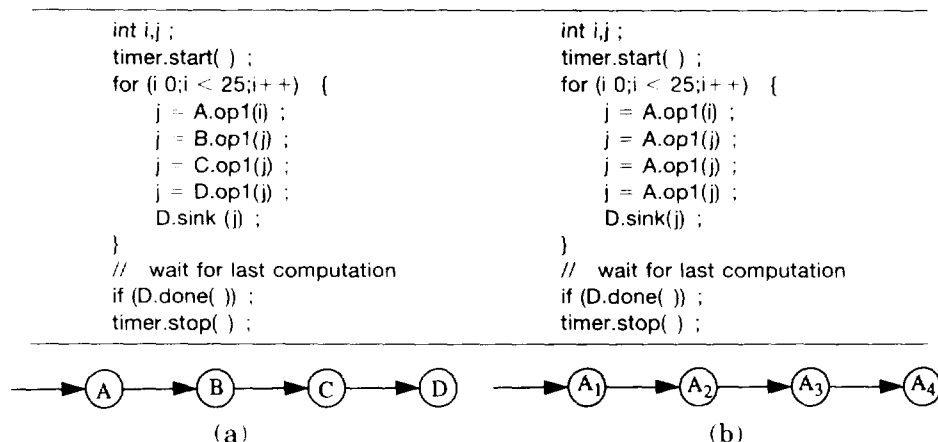 int i,j ;
timer.start( ) ;
for (i 0;i < 25;i++) {
j = A.op1(i) ;
j = B.op1(j) ;
j = C.op1(j) ;
j = D.op1(j) ;
D.sink (j) ;
}
// wait for last computation
if (D.done( )) ;
timer.stop( ) ;
int i,j ;
timer.start( ) ;
for (i 0;i < 25;i++) {
j = A.op1(i) ;
j = A.op1(j) ;
j = A.op1(j) ;
j = A.op1(j) ;
D.sink(j) ;
}
// wait for last computation
if (D.done( )) ;
timer.stop( ) ;
A B C D
(a)
A1 A2 A3 A4
(b)